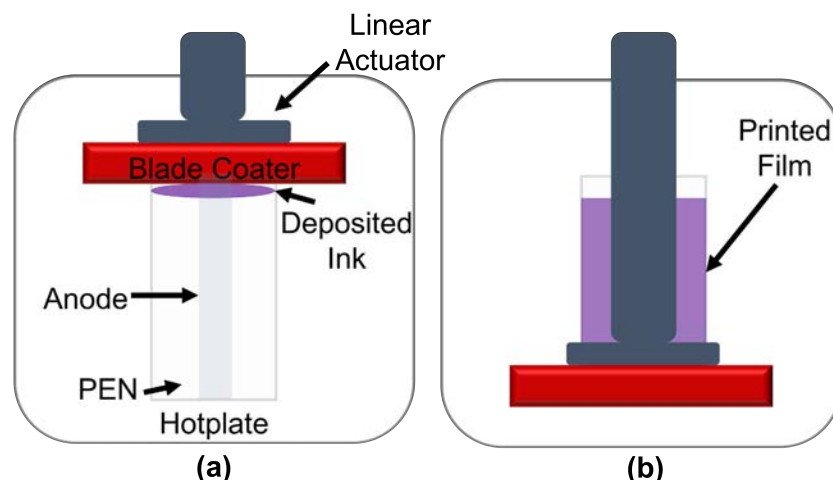 Linear
Actuator
Blade Coater
Deposited
Ink
Anode
PEN
Hotplate
(a)
Printed
Film
(b)